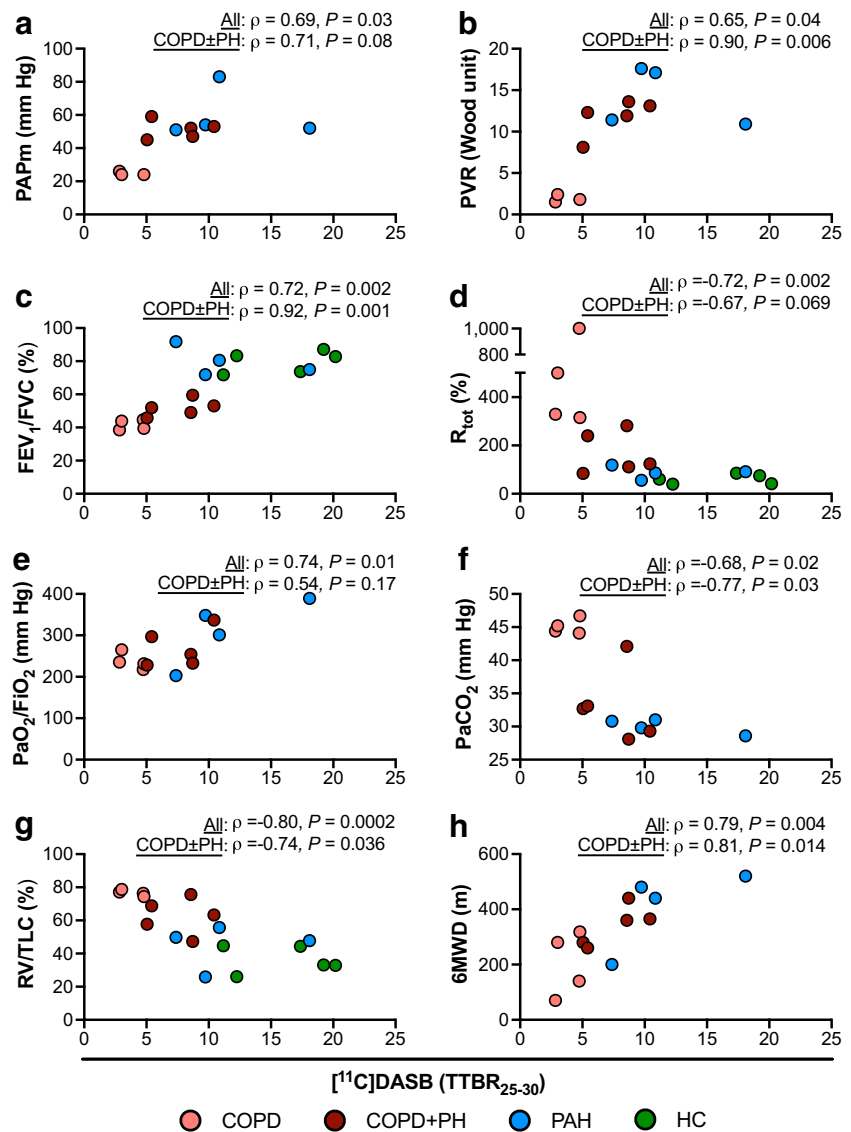 a
All: ρ = 0.69, P = 0.03
COPD±PH: ρ = 0.71, P = 0.08
PAPm (mm Hg)
100
80
60
40
20
0
0 5 10 15 20 25
b
All: ρ = 0.65, P = 0.04
COPD±PH: ρ = 0.90, P = 0.006
PVR (Wood unit)
20
15
10
5
0
0 5 10 15 20 25
c
All: ρ = 0.72, P = 0.002
COPD±PH: ρ = 0.92, P = 0.001
FEV1/FVC (%)
100
80
60
40
20
0
0 5 10 15 20 25
d
All: ρ =-0.72, P = 0.002
COPD±PH: ρ =-0.67, P = 0.069
Rtot (%)
1,000
800
400
200
0
0 5 10 15 20 25
e
All: ρ = 0.74, P = 0.01
COPD±PH: ρ = 0.54, P = 0.17
PaO2/FiO2 (mm Hg)
400
300
200
100
0
0 5 10 15 20 25
f
All: ρ =-0.68, P = 0.02
COPD±PH: ρ =-0.77, P = 0.03
PaCO2 (mm Hg)
50
45
40
35
30
25
0 5 10 15 20 25
g
All: ρ =-0.80, P = 0.0002
COPD±PH: ρ =-0.74, P = 0.036
RV/TLC (%)
100
80
60
40
20
0
0 5 10 15 20 25
h
All: ρ = 0.79, P = 0.004
COPD±PH: ρ = 0.81, P = 0.014
6MWD (m)
600
400
200
0
0 5 10 15 20 25
[¹¹C]DASB (TTBR25-30)
COPD COPD+PH PAH HC